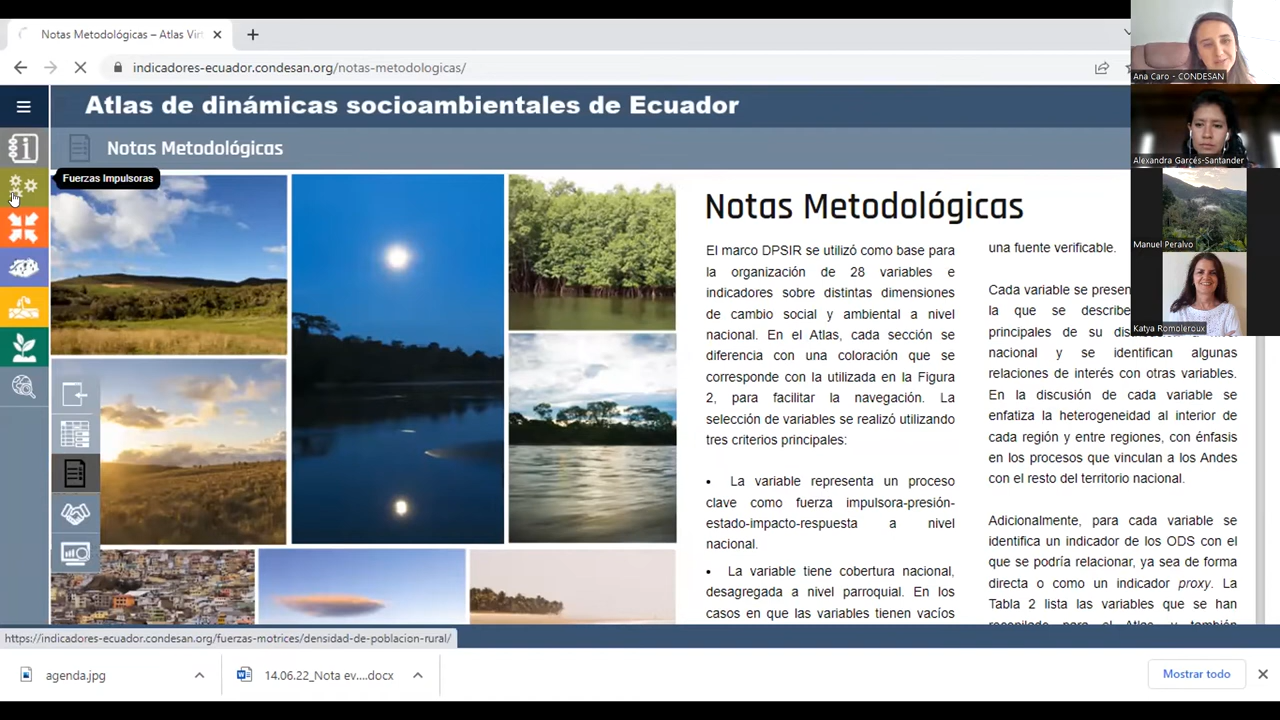 Notas Metodológicas – Atlas Virt
indicadores-ecuador.condesan.org/notas-metodologicas/
Atlas de dinámicas socioambientales de Ecuador
Notas Metodológicas
Fuerzas Impulsoras
Notas Metodológicas
El marco DPSIR se utilizó como base para
la organización de 28 variables e
indicadores sobre distintas dimensiones
de cambio social y ambiental a nivel
nacional. En el Atlas, cada sección se
diferencia con una coloración que se
corresponde con la utilizada en la Figura
2, para facilitar la navegación. La
selección de variables se realizó utilizando
tres criterios principales:
• La variable representa un proceso
clave como fuerza impulsora-presión-
estado-impacto-respuesta a nivel
nacional.
• La variable tiene cobertura nacional,
desagregada a nivel parroquial. En los
casos en que las variables tienen vacíos
una fuente verificable.
Cada variable se presen
la que se describe
principales de su
nacional y se identifican algunas
relaciones de interés con otras variables.
En la discusión de cada variable se
enfatiza la heterogeneidad al interior de
cada región y entre regiones, con énfasis
en los procesos que vinculan a los Andes
con el resto del territorio nacional.
Adicionalmente, para cada variable se
identifica un indicador de los ODS con el
que se podría relacionar, ya sea de forma
directa o como un indicador proxy. La
Tabla 2 lista las variables que se han
recopilado para el Atlas y también
Ana Caro - CONDESAN
Alexandra Garcés-Santander
Manuel Peralvo
Katya Romoleroux
https://indicadores-ecuador.condesan.org/fuerzas-motrices/densidad-de-poblacion-rural/
agenda.jpg
14.06.22_Nota ev....docx
Mostrar todo